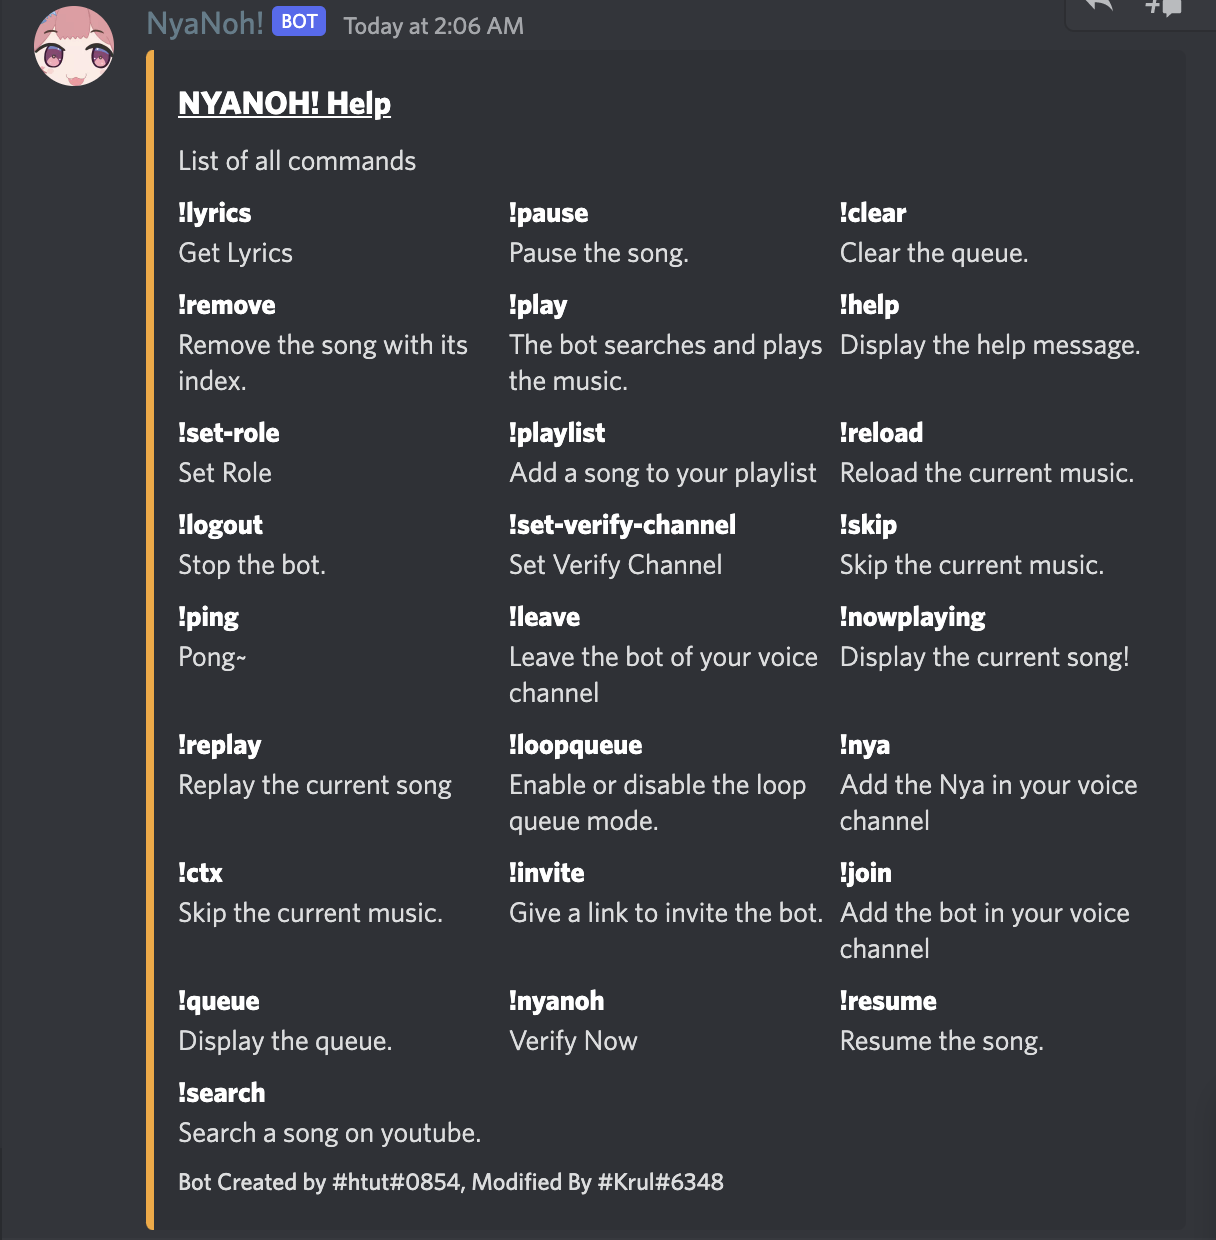 NyaNoh! BOT Today at 2:06 AM
NYANOH! Help
List of all commands
!lyrics
Get Lyrics
!pause
Pause the song.
!clear
Clear the queue.
!remove
Remove the song with its
index.
!play
The bot searches and plays
the music.
!help
Display the help message.
!set-role
Set Role
!playlist
Add a song to your playlist
!reload
Reload the current music.
!logout
Stop the bot.
!set-verify-channel
Set Verify Channel
!skip
Skip the current music.
!ping
Pong~
!leave
Leave the bot of your voice
channel
!nowplaying
Display the current song!
!replay
Replay the current song
!loopqueue
Enable or disable the loop
queue mode.
!nya
Add the Nya in your voice
channel
!ctx
Skip the current music.
!invite
Give a link to invite the bot.
!join
Add the bot in your voice
channel
!queue
Display the queue.
!nyanoh
Verify Now
!resume
Resume the song.
!search
Search a song on youtube.
Bot Created by #htut#0854, Modified By #Krul#6348